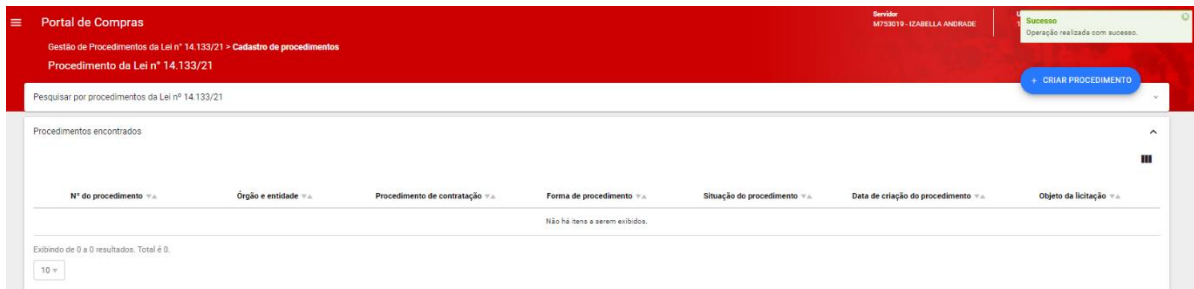 Portal de Compras
Servidor
M753019 - IZABELLA ANDRADE
Sucesso
Operação realizada com sucesso.
Gestão de Procedimentos da Lei n° 14.133/21 > Cadastro de procedimentos
Procedimento da Lei n° 14.133/21
+ CRIAR PROCEDIMENTO
Pesquisar por procedimentos da Lei nº 14.133/21
Procedimentos encontrados
N° do procedimento Órgão e entidade Procedimento de contratação Forma de procedimento Situação do procedimento Data de criação do procedimento Objeto da licitação
Não há itens a serem exibidos.
Exibindo de 0 a 0 resultados. Total é 0.
10